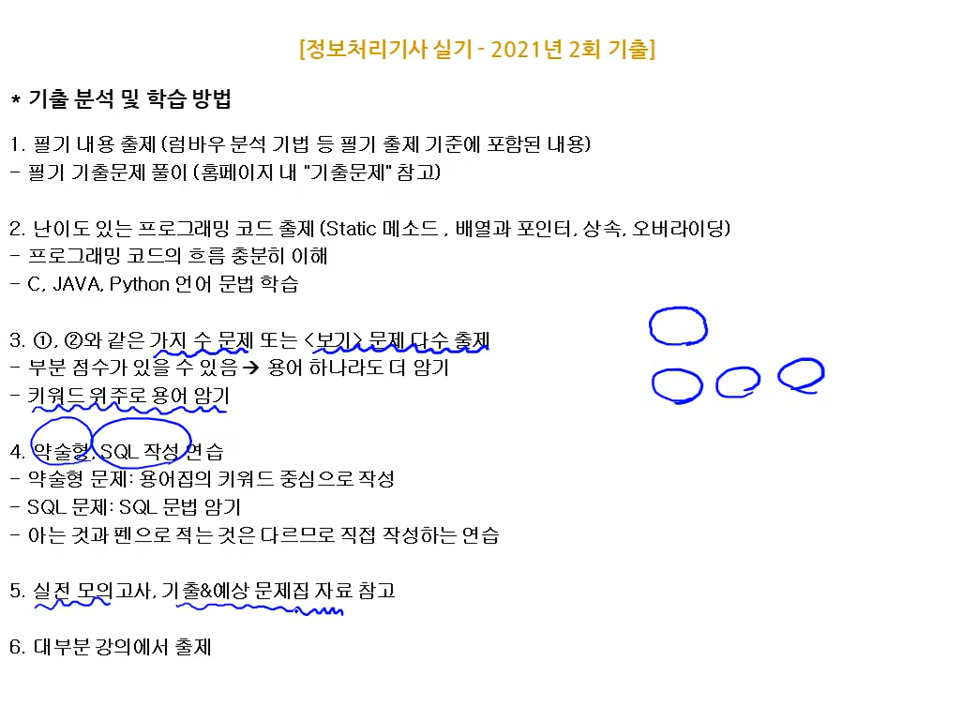 [정보처리기사 실기 - 2021년 2회 기출]
* 기출 분석 및 학습 방법
1. 필기 내용 출제 (럼바우 분석 기법 등 필기 출제 기준에 포함된 내용)
- 필기 기출문제 풀이 (홈페이지 내 "기출문제" 참고)
2. 난이도 있는 프로그래밍 코드 출제 (Static 메소드 , 배열과 포인터, 상속, 오버라이딩)
- 프로그래밍 코드의 흐름 충분히 이해
- C, JAVA, Python 언어 문법 학습
3. ①, ②와 같은 가지 수 문제 또는 <보기> 문제 다수 출제
- 부분 점수가 있을 수 있음 → 용어 하나라도 더 암기
- 키워드 위주로 용어 암기
4. 약술형, SQL 작성 연습
- 약술형 문제: 용어집의 키워드 중심으로 작성
- SQL 문제: SQL 문법 암기
- 아는 것과 펜으로 적는 것은 다르므로 직접 작성하는 연습
5. 실전 모의고사, 기출&예상 문제집 자료 참고
6. 대부분 강의에서 출제